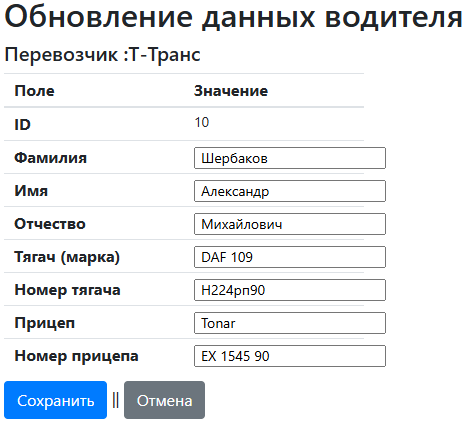 Обновление данных водителя
Перевозчик :Т-Транс
Поле Значение
ID 10
Фамилия Шербаков
Имя Александр
Отчество Михайлович
Тягач (марка) DAF 109
Номер тягача Н224рп90
Прицеп Tonar
Номер прицепа EX 1545 90
Сохранить || Отмена